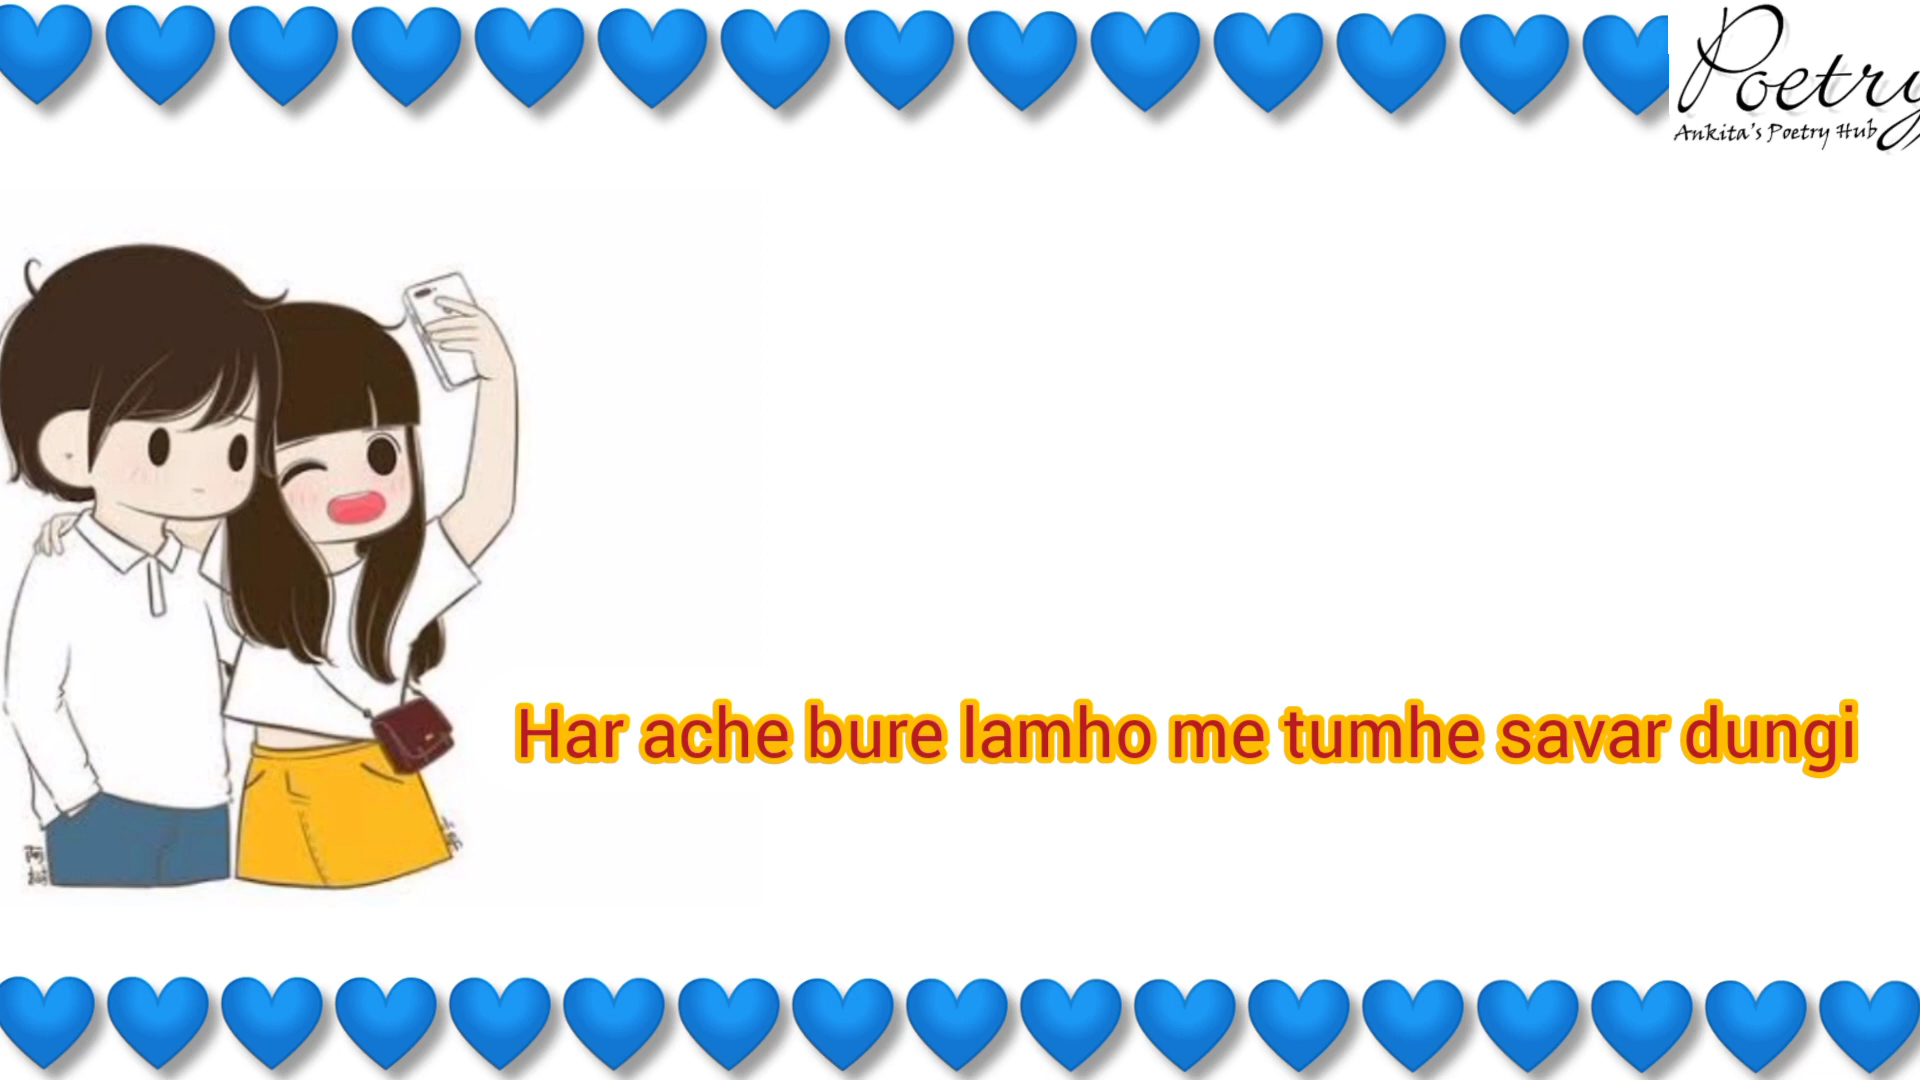 Poetry
Ankita's Poetry Hub
Har ache bure lamho me tumhe savar dungi